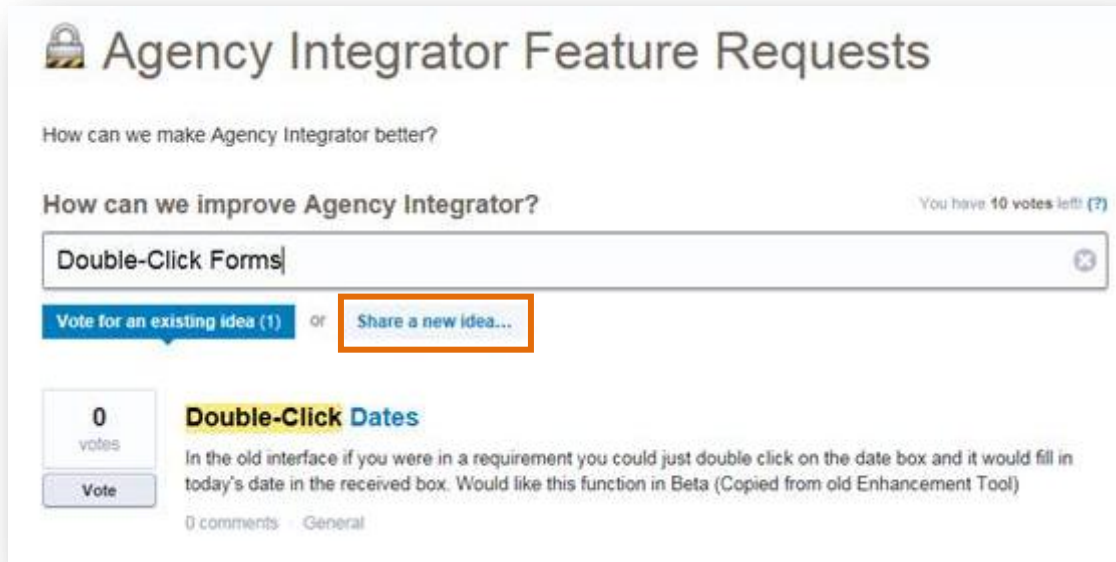 Agency Integrator Feature Requests
How can we make Agency Integrator better?
How can we improve Agency Integrator?
You have 10 votes left! (?)
Double-Click Forms
Vote for an existing idea (1) or Share a new idea...
0
votes
Vote
Double-Click Dates
In the old interface if you were in a requirement you could just double click on the date box and it would fill in
today's date in the received box. Would like this function in Beta (Copied from old Enhancement Tool)
0 comments · General